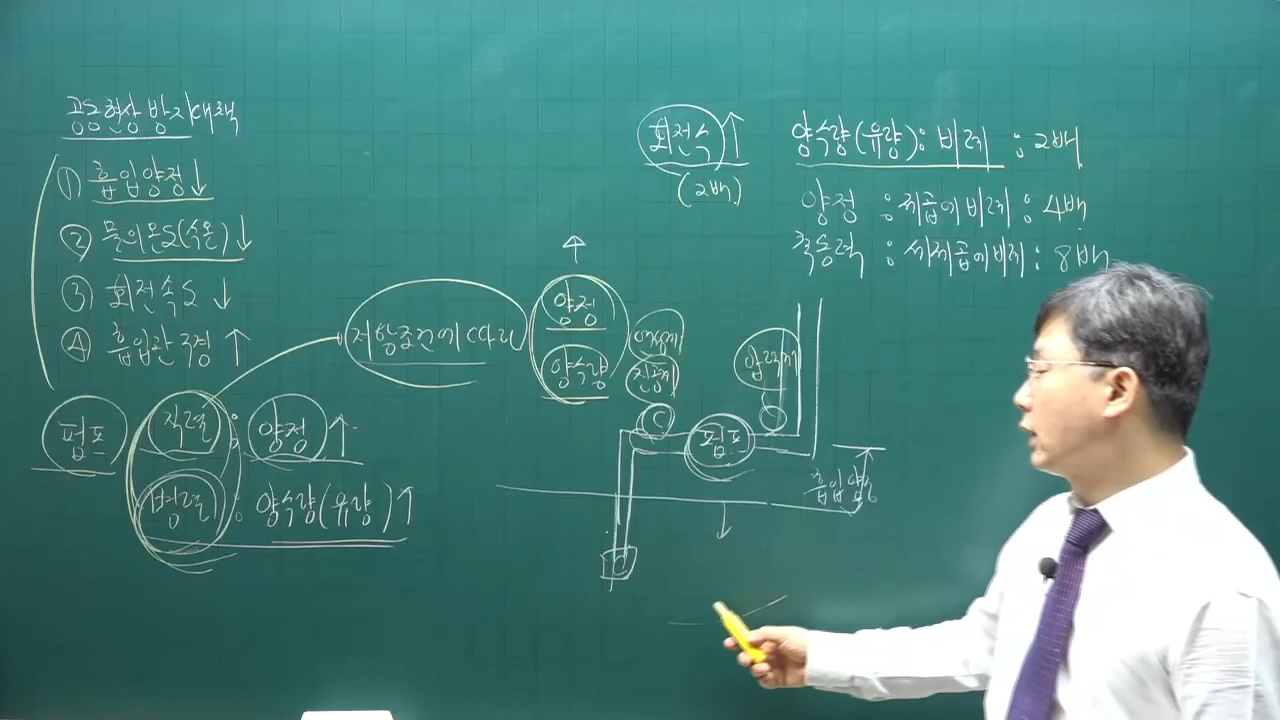 공동현상 방지대책
① 흡입양정↓
② 물의온도(수온)↓
③ 회전속도↓
④ 흡입관 구경↑
펌프 직렬 : 양정↑
병렬 : 양수량(유량)↑
저항조건에 따라
양정
양수량
연성계
진공계
압력계
펌프
흡입양정
회전수↑
(2배)
양수량(유량) : 비례 : 2배
양정 : 제곱에 비례 : 4배
축동력 : 세제곱에 비례 : 8배